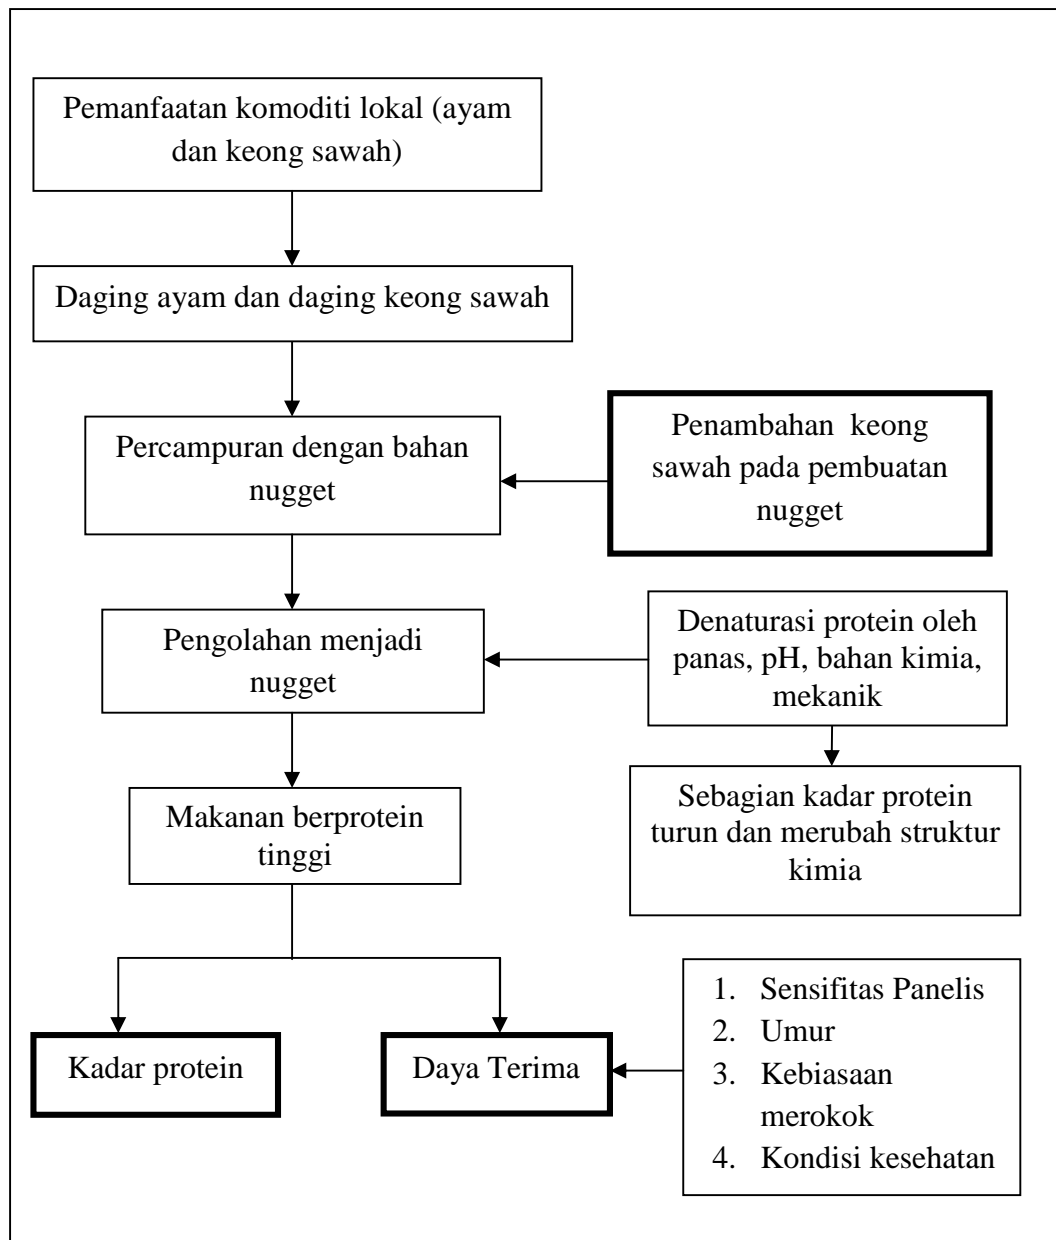 Pemanfaatan komoditi lokal (ayam
dan keong sawah)
Daging ayam dan daging keong sawah
Percampuran dengan bahan
nugget
Penambahan keong
sawah pada pembuatan
nugget
Pengolahan menjadi
nugget
Denaturasi protein oleh
panas, pH, bahan kimia,
mekanik
Makanan berprotein
tinggi
Sebagian kadar protein
turun dan merubah struktur
kimia
Kadar protein
Daya Terima
1. Sensifitas Panelis
2. Umur
3. Kebiasaan
merokok
4. Kondisi kesehatan